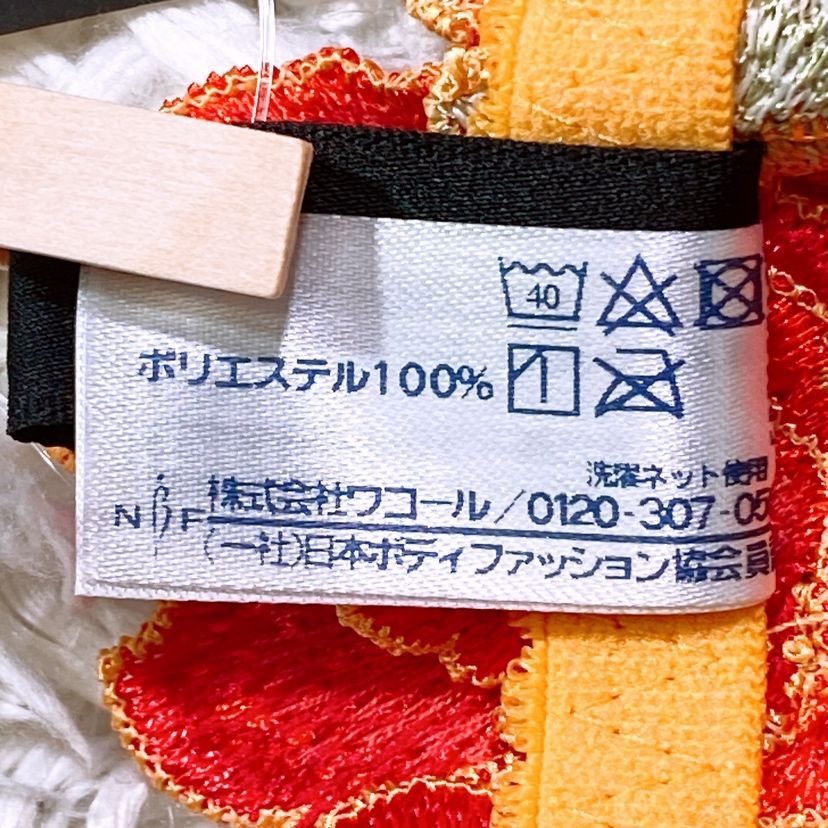 40
ポリエステル100%
洗濯ネット使用
株式会社ワコール/0120-307-05
(一社)日本ボディファッション協会員